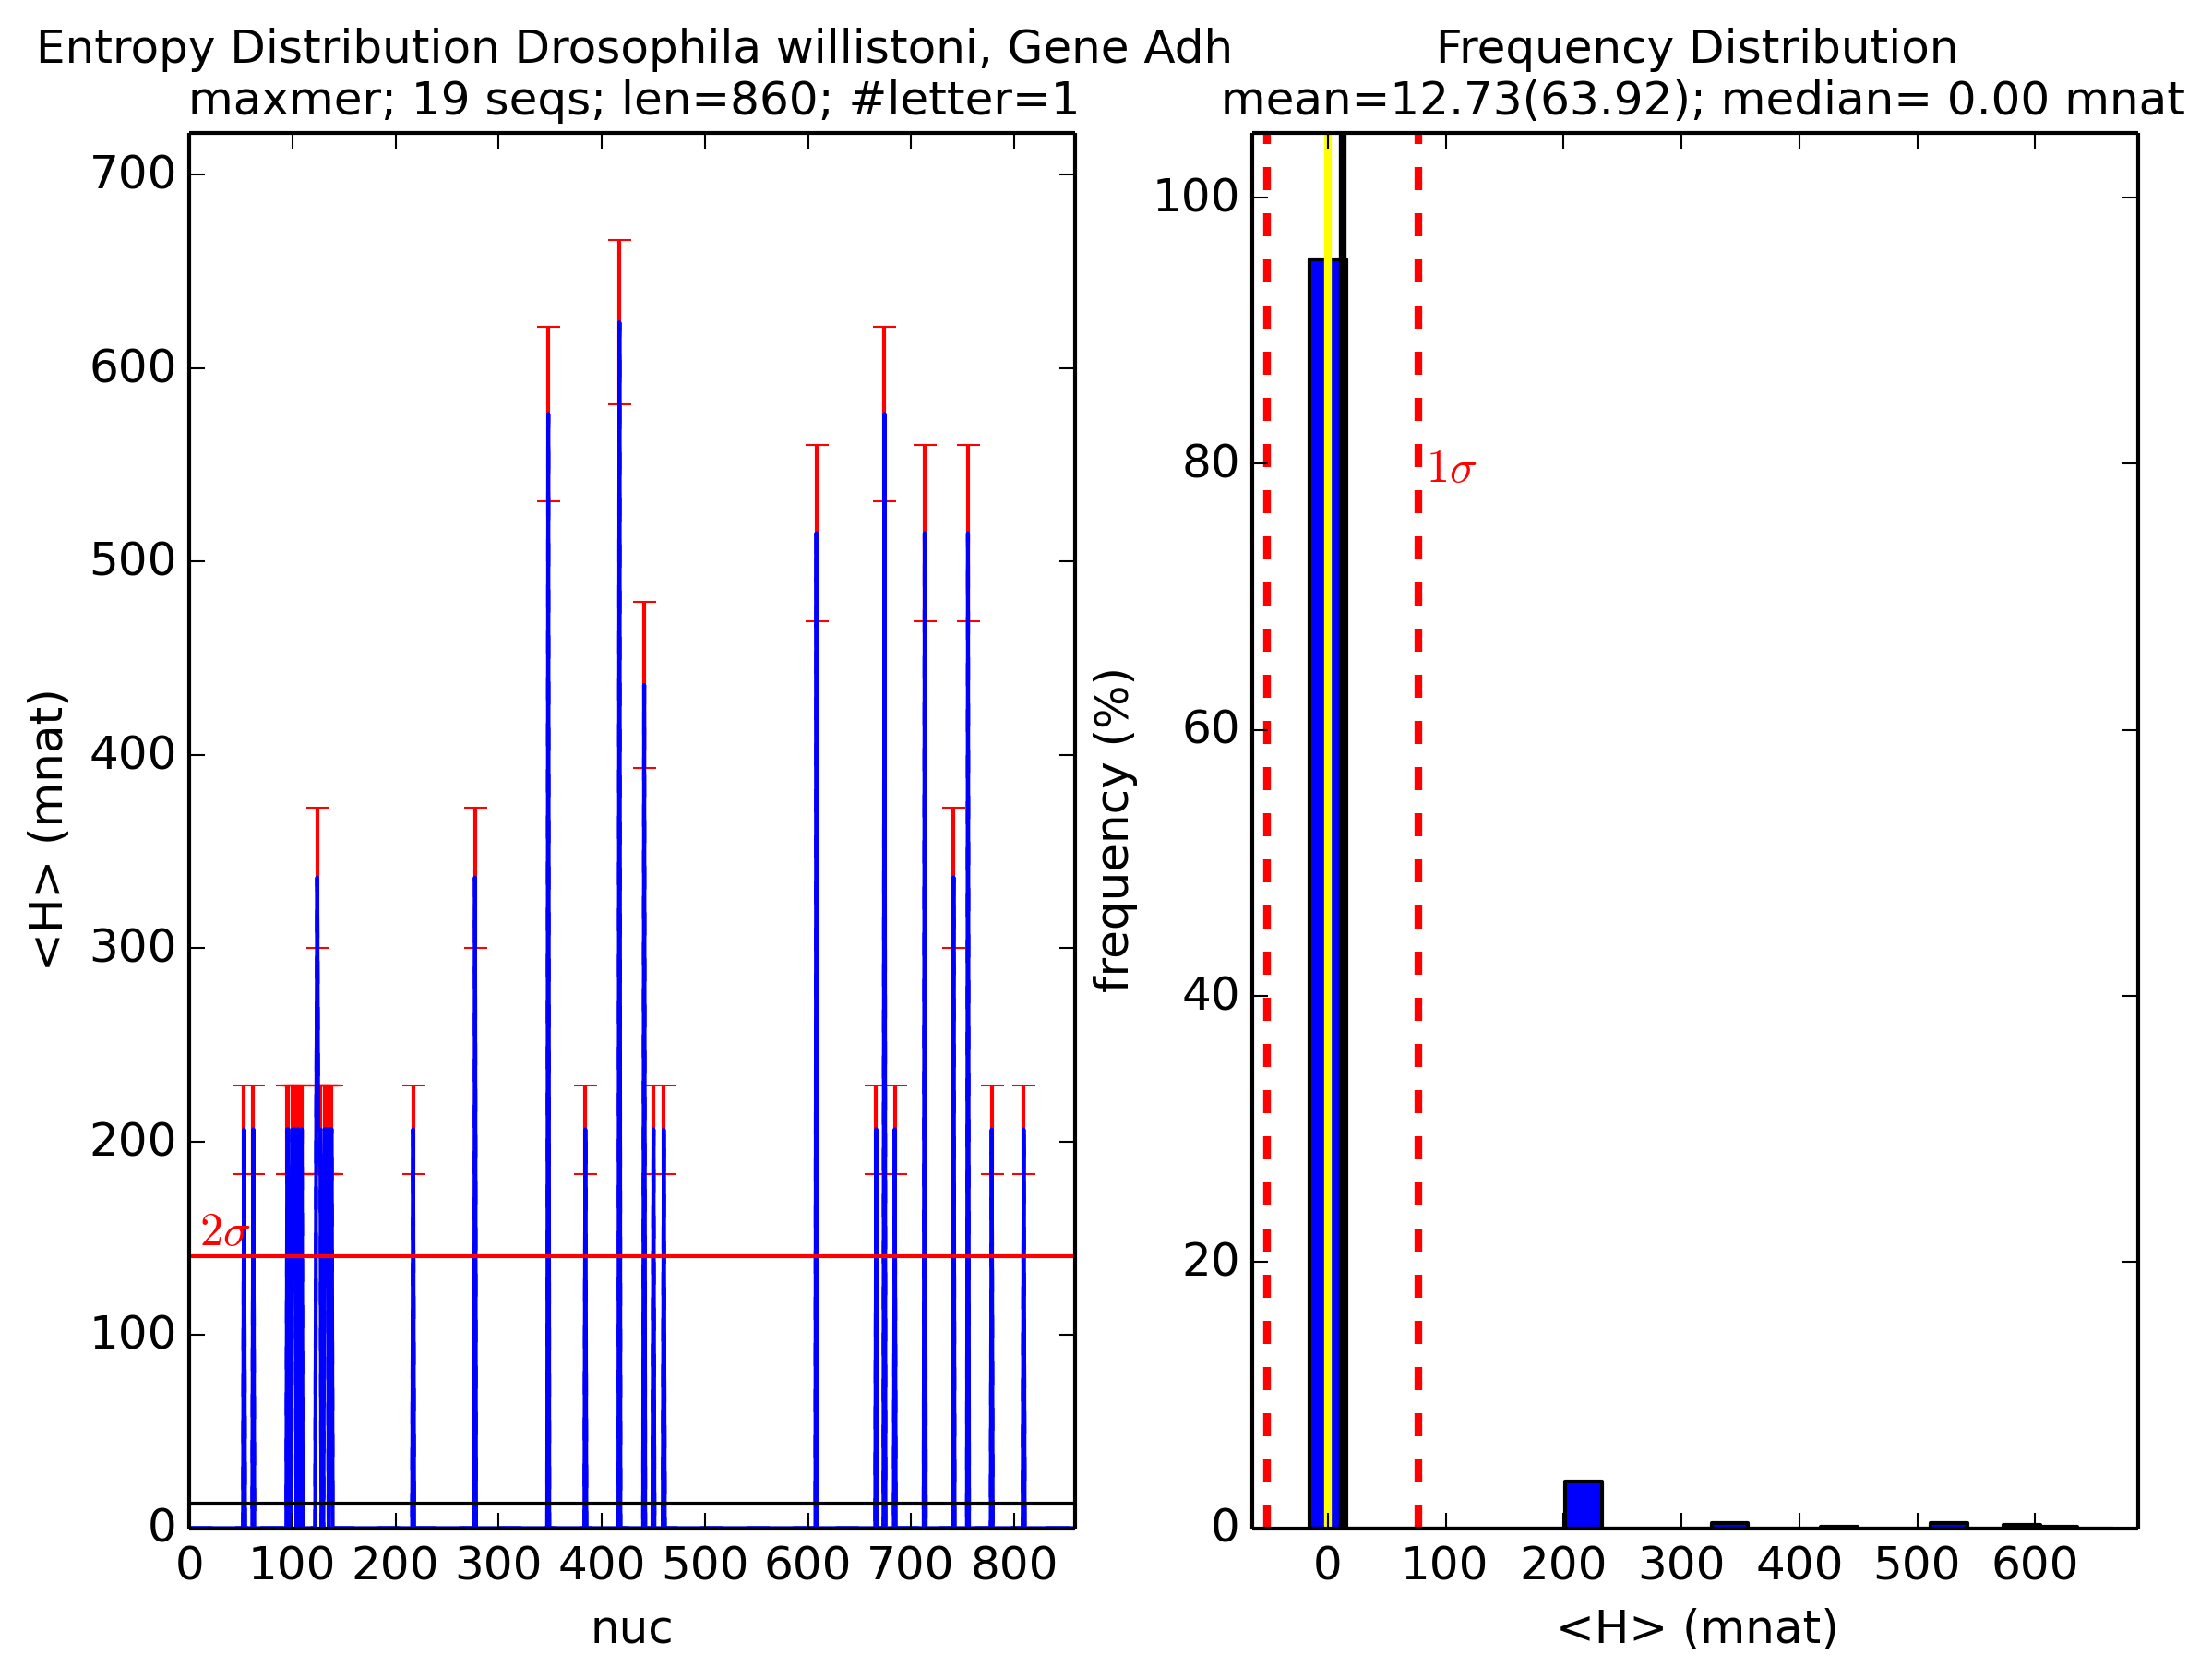 Entropy Distribution Drosophila willistoni, Gene Adh
maxmer; 19 seqs; len=860; #letter=1
700
600
500
400
300
200
100
0
<H> (mnat)
2σ
0 100 200 300 400 500 600 700 800
nuc
Frequency Distribution
mean=12.73(63.92); median= 0.00 mnat
100
80
60
40
20
0
frequency (%)
1σ
0 100 200 300 400 500 600
<H> (mnat)